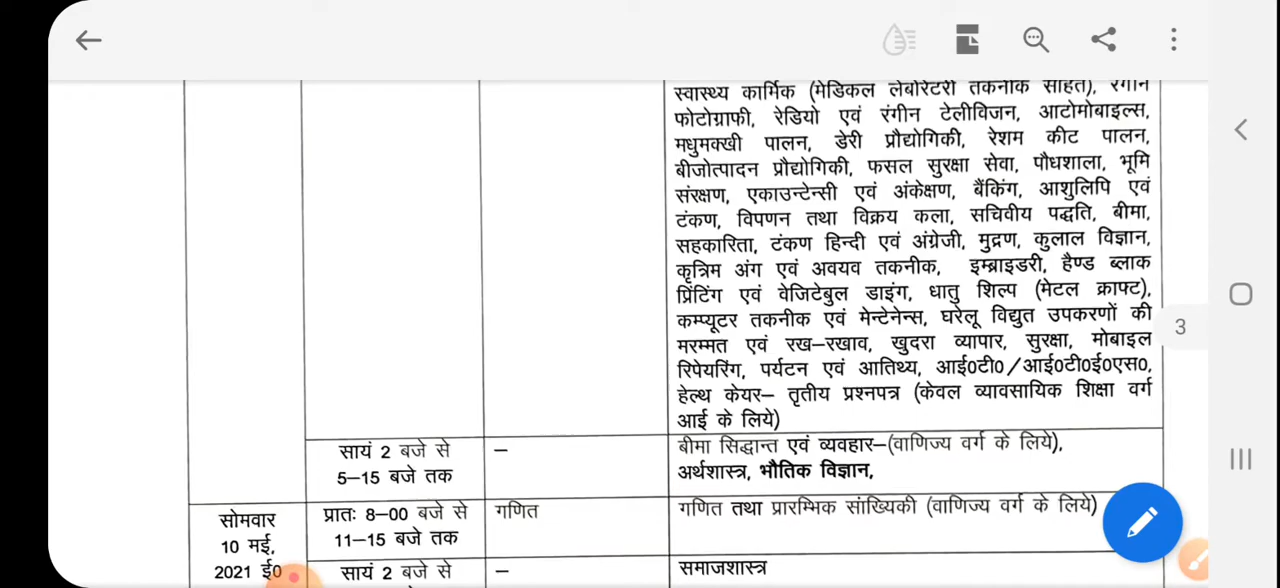 स्वास्थ्य कार्मिक (मेडिकल लेबोरेटरी तकनीक सहित), रंगीन
फोटोग्राफी, रेडियो एवं रंगीन टेलीविजन, आटोमोबाइल्स,
मधुमक्खी पालन, डेरी प्रौद्योगिकी, रेशम कीट पालन,
बीजोत्पादन प्रौद्योगिकी, फसल सुरक्षा सेवा, पौधशाला, भूमि
संरक्षण, एकाउन्टेन्सी एवं अंकेक्षण, बैंकिंग, आशुलिपि एवं
टंकण, विपणन तथा विक्रय कला, सचिवीय पद्धति, बीमा,
सहकारिता, टंकण हिन्दी एवं अंग्रेजी, मुद्रण, कुलाल विज्ञान,
कृत्रिम अंग एवं अवयव तकनीक, इम्ब्राइडरी, हैण्ड ब्लाक
प्रिंटिंग एवं वेजिटेबुल डाइंग, धातु शिल्प (मेटल क्राफ्ट),
कम्प्यूटर तकनीक एवं मेन्टेनेन्स, घरेलू विद्युत उपकरणों की
3
मरम्मत एवं रख–रखाव, खुदरा व्यापार, सुरक्षा, मोबाइल
रिपेयरिंग, पर्यटन एवं आतिथ्य, आई0टी0/आई0टी0ई0एस0,
हेल्थ केयर– तृतीय प्रश्नपत्र (केवल व्यावसायिक शिक्षा वर्ग
आई के लिये)
सायं 2 बजे से
5–15 बजे तक
–
बीमा सिद्धान्त एवं व्यवहार–(वाणिज्य वर्ग के लिये),
अर्थशास्त्र, भौतिक विज्ञान,
सोमवार
10 मई,
2021 ई0
प्रातः 8–00 बजे से
11–15 बजे तक
गणित
गणित तथा प्रारम्भिक सांख्यिकी (वाणिज्य वर्ग के लिये)
सायं 2 बजे से
–
समाजशास्त्र